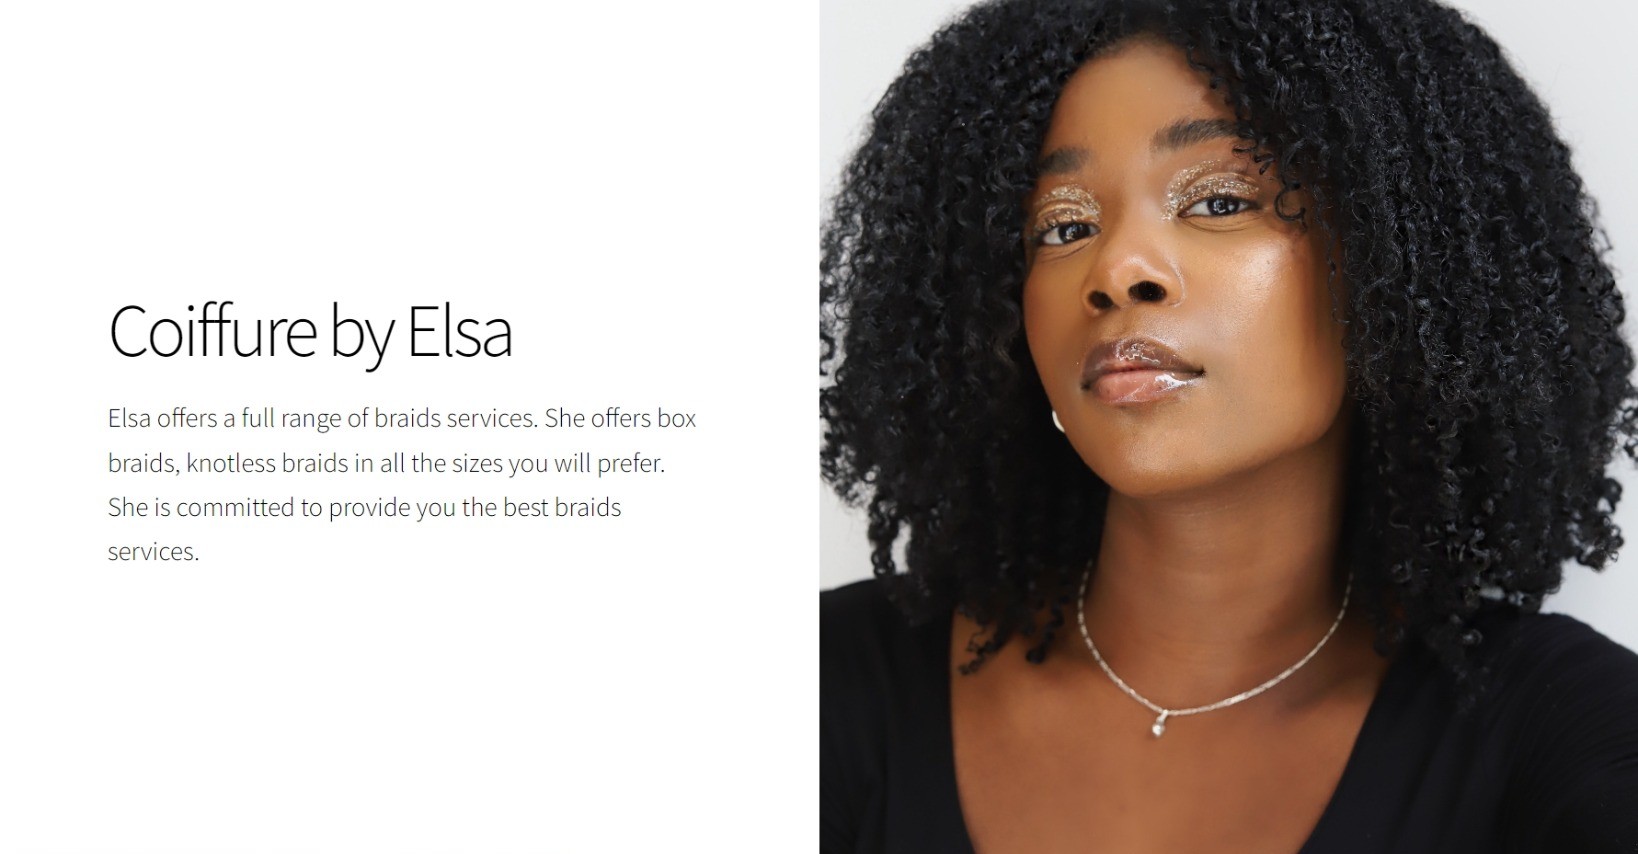 Coiffure by Elsa
Elsa offers a full range of braids services. She offers box
braids, knotless braids in all the sizes you will prefer.
She is committed to provide you the best braids
services.